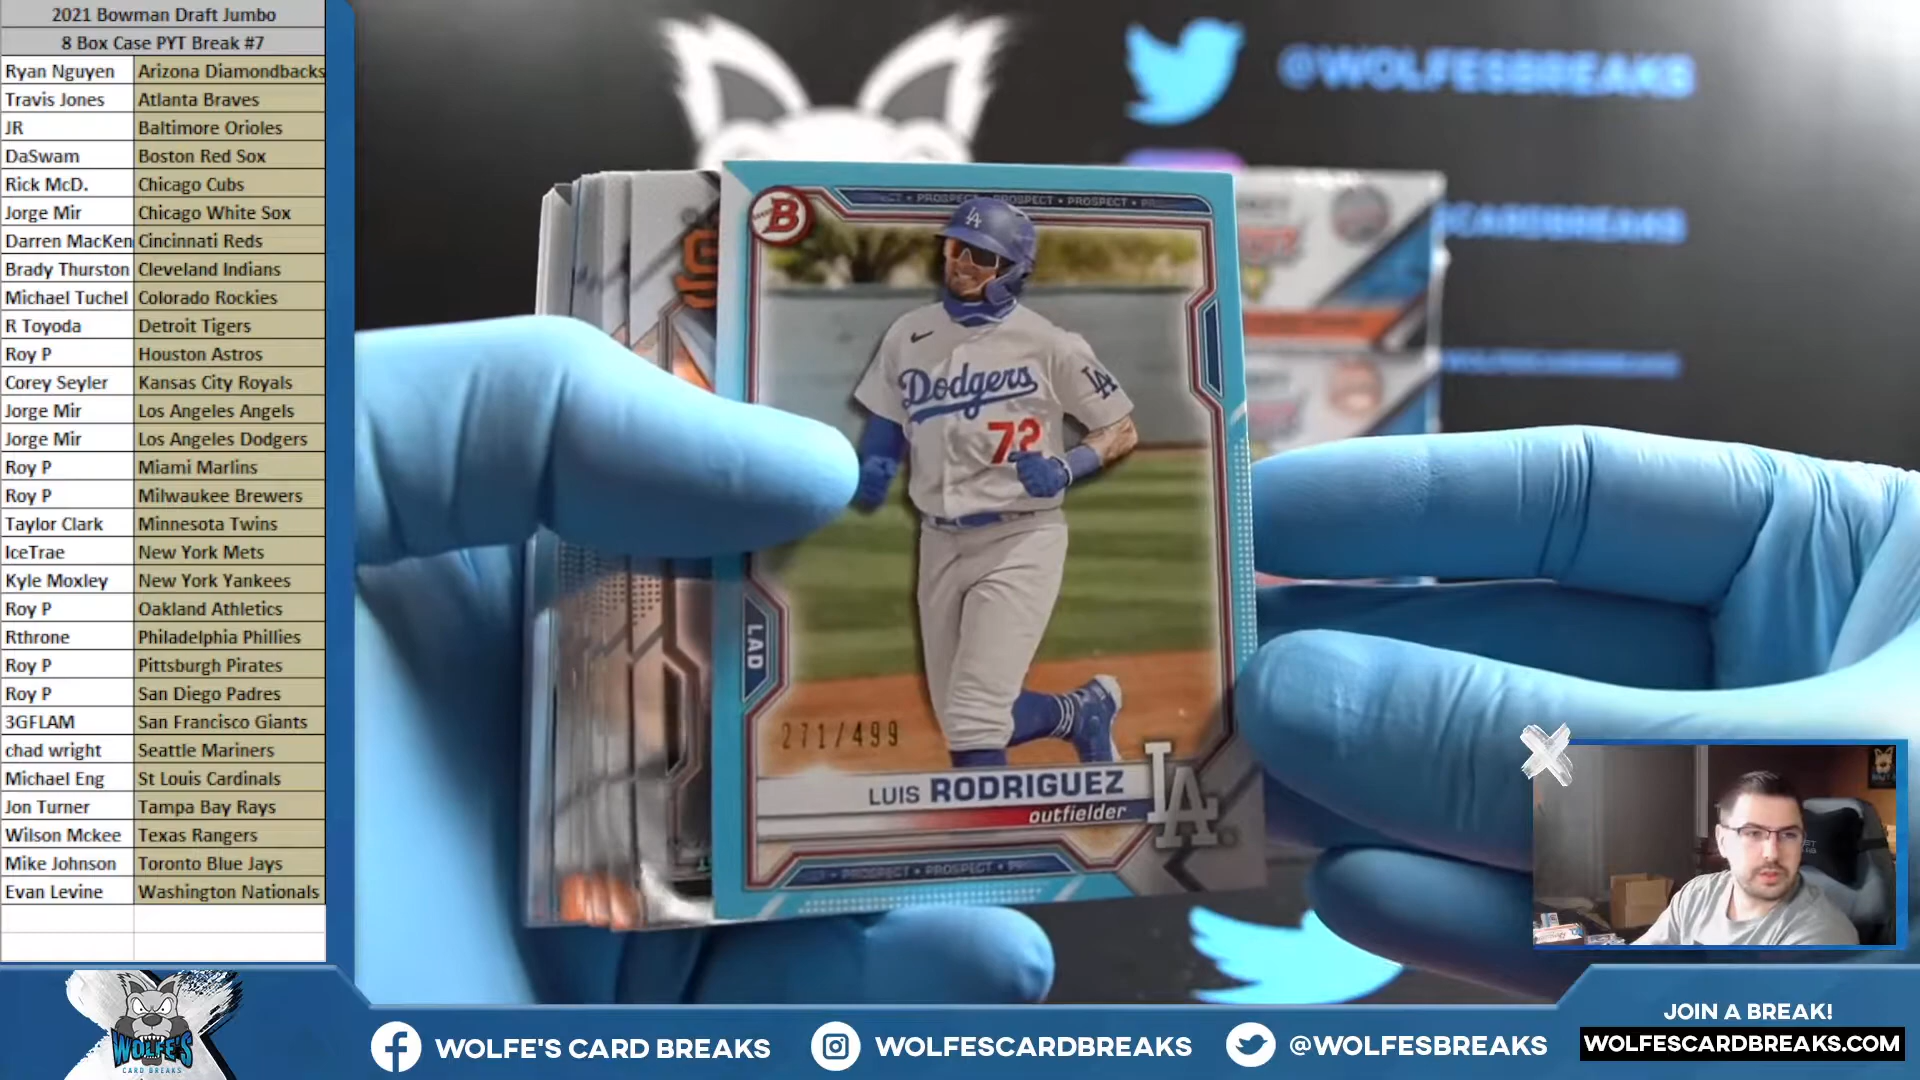 2021 Bowman Draft Jumbo
8 Box Case PYT Break #7
Ryan Nguyen Arizona Diamondbacks
Travis Jones Atlanta Braves
JR Baltimore Orioles
DaSwam Boston Red Sox
Rick McD. Chicago Cubs
Jorge Mir Chicago White Sox
Darren MacKen Cincinnati Reds
Brady Thurston Cleveland Indians
Michael Tuchel Colorado Rockies
R Toyoda Detroit Tigers
Roy P Houston Astros
Corey Seyler Kansas City Royals
Jorge Mir Los Angeles Angels
Jorge Mir Los Angeles Dodgers
Roy P Miami Marlins
Roy P Milwaukee Brewers
Taylor Clark Minnesota Twins
IceTrae New York Mets
Kyle Moxley New York Yankees
Roy P Oakland Athletics
Rthrone Philadelphia Phillies
Roy P Pittsburgh Pirates
Roy P San Diego Padres
3GFLAM San Francisco Giants
chad wright Seattle Mariners
Michael Eng St Louis Cardinals
Jon Turner Tampa Bay Rays
Wilson Mckee Texas Rangers
Mike Johnson Toronto Blue Jays
Evan Levine Washington Nationals
@WOLFESBREAKS
SCARDBREAKS
B
PROSPECT • PROSPECT • PROSPECT
LA
Dodgers
LA
72
LAD
271/499
LUIS RODRIGUEZ
outfielder
LA
PROSPECT • PROSPECT
WOLFE'S
CARD BREAKS
WOLFE'S CARD BREAKS
WOLFESCARDBREAKS
@WOLFESBREAKS
JOIN A BREAK!
WOLFESCARDBREAKS.COM